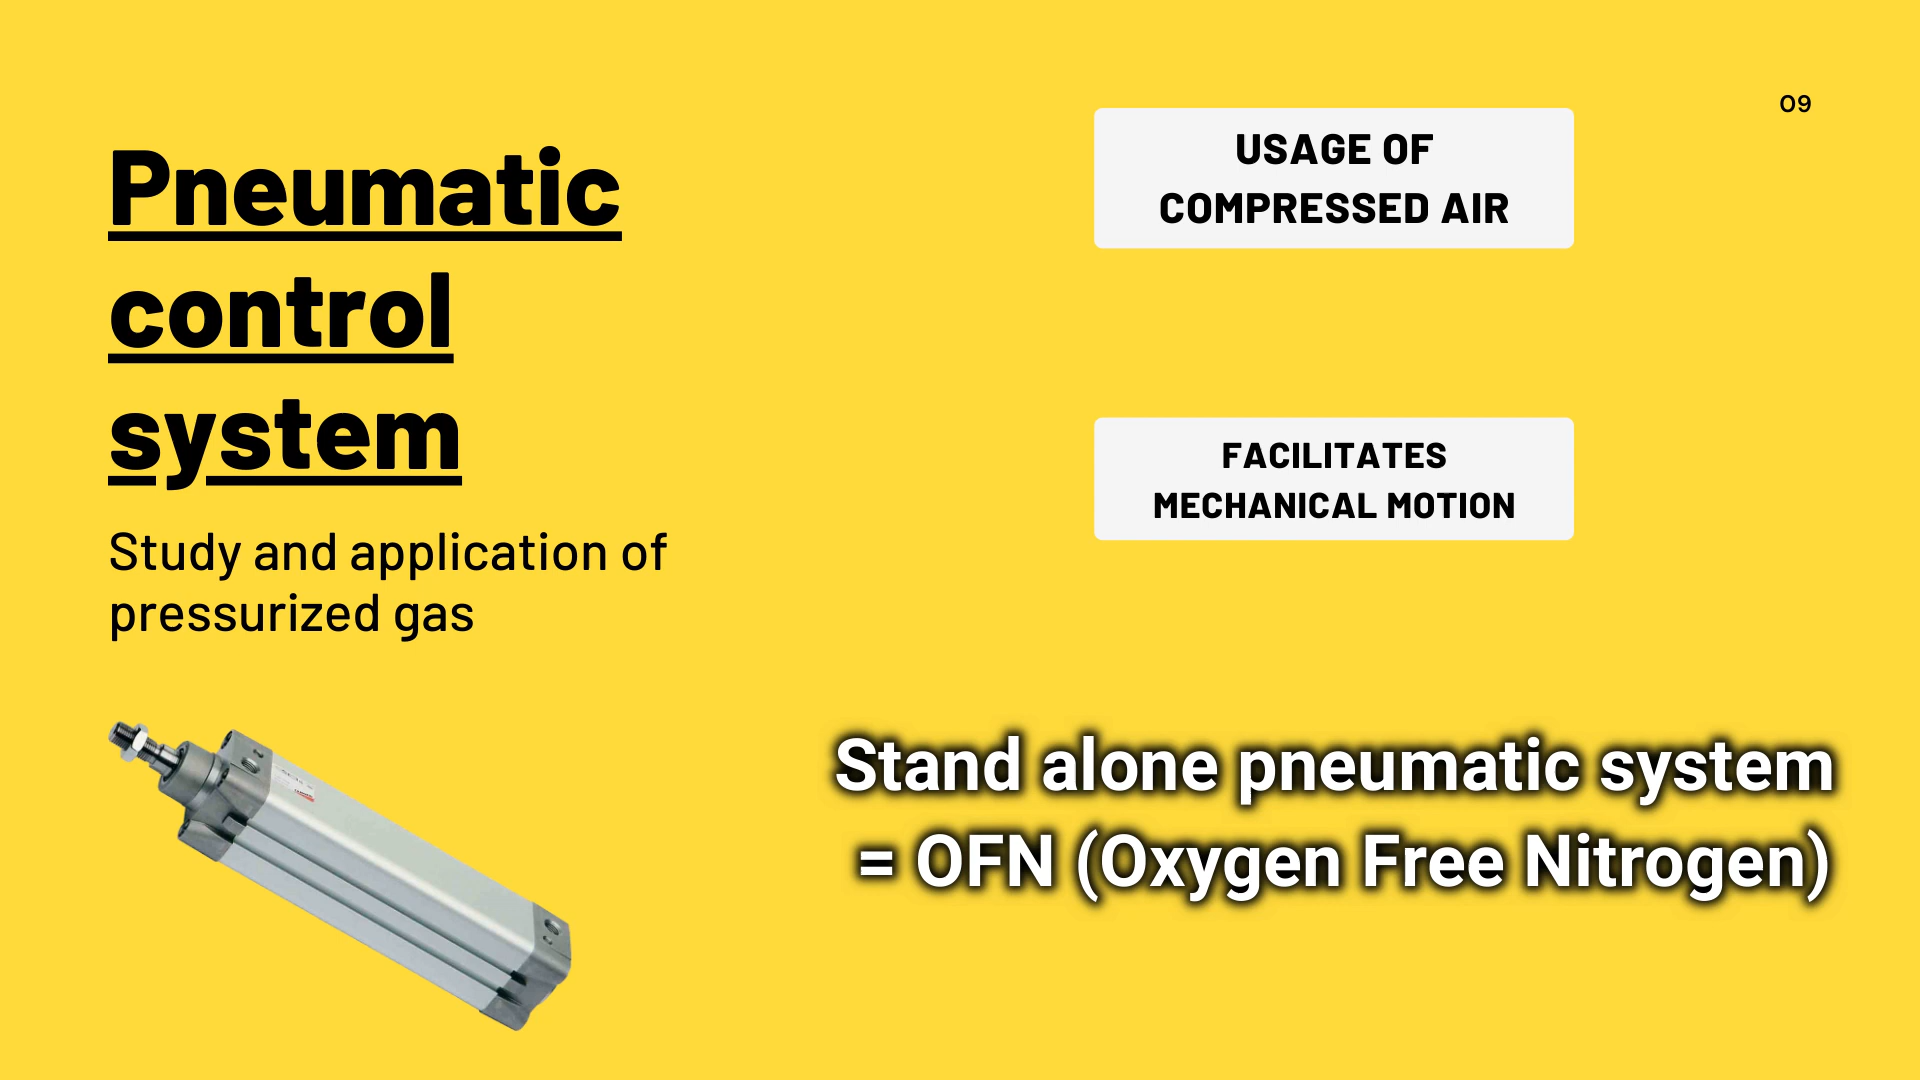 09
Pneumatic
control
system
Study and application of
pressurized gas
USAGE OF
COMPRESSED AIR
FACILITATES
MECHANICAL MOTION
Stand alone pneumatic system
= OFN (Oxygen Free Nitrogen)